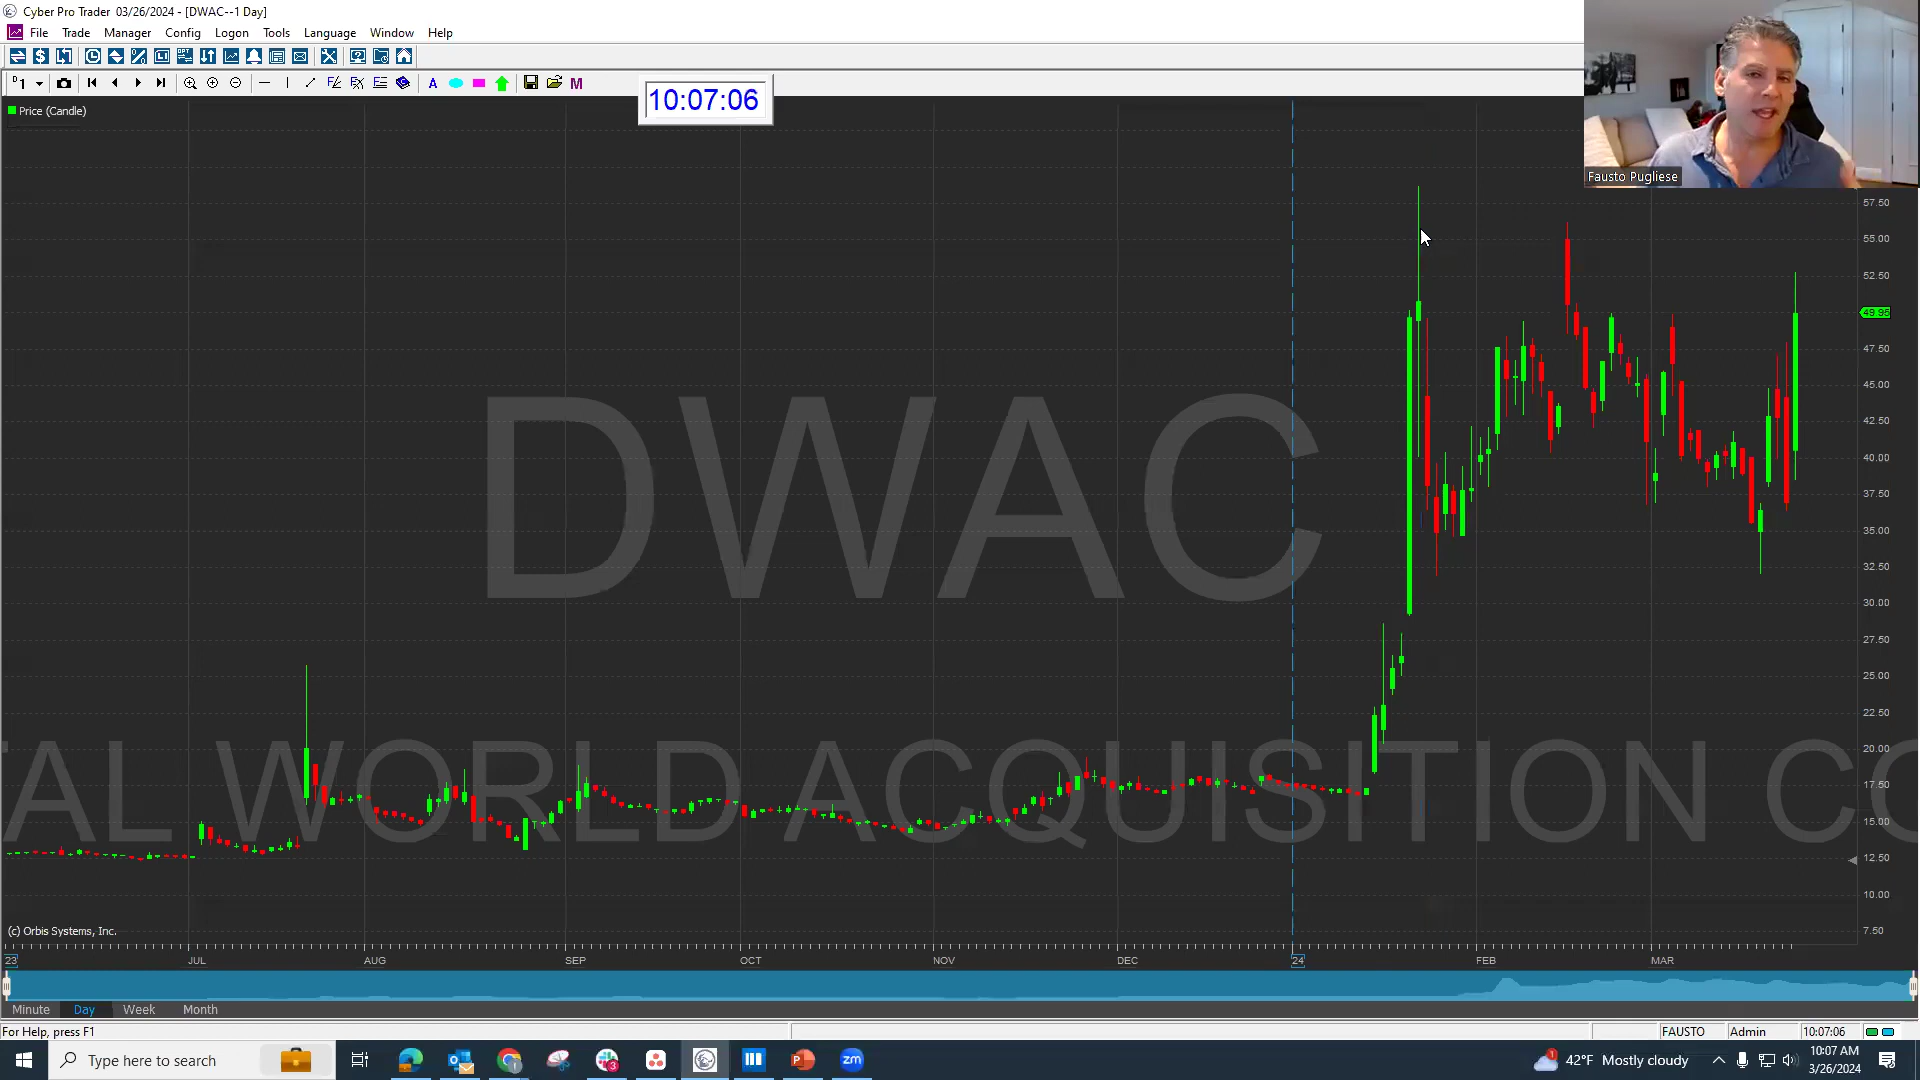 Cyber Pro Trader 03/26/2024 - [DWAC--1 Day]
File Trade Manager Config Logon Tools Language Window Help
D 1
A M
10:07:06
Price (Candle)
Fausto Pugliese
57.50
55.00
52.50
49.95
47.50
45.00
42.50
40.00
37.50
35.00
32.50
30.00
27.50
25.00
22.50
20.00
17.50
15.00
12.50
10.00
7.50
DWAC
TAL WORLD ACQUISITION CO
(c) Orbis Systems, Inc.
23 JUL AUG SEP OCT NOV DEC 24 FEB MAR
Minute Day Week Month
For Help, press F1
FAUSTO Admin 10:07:06
Type here to search
zm
42°F Mostly cloudy
10:07 AM
3/26/2024